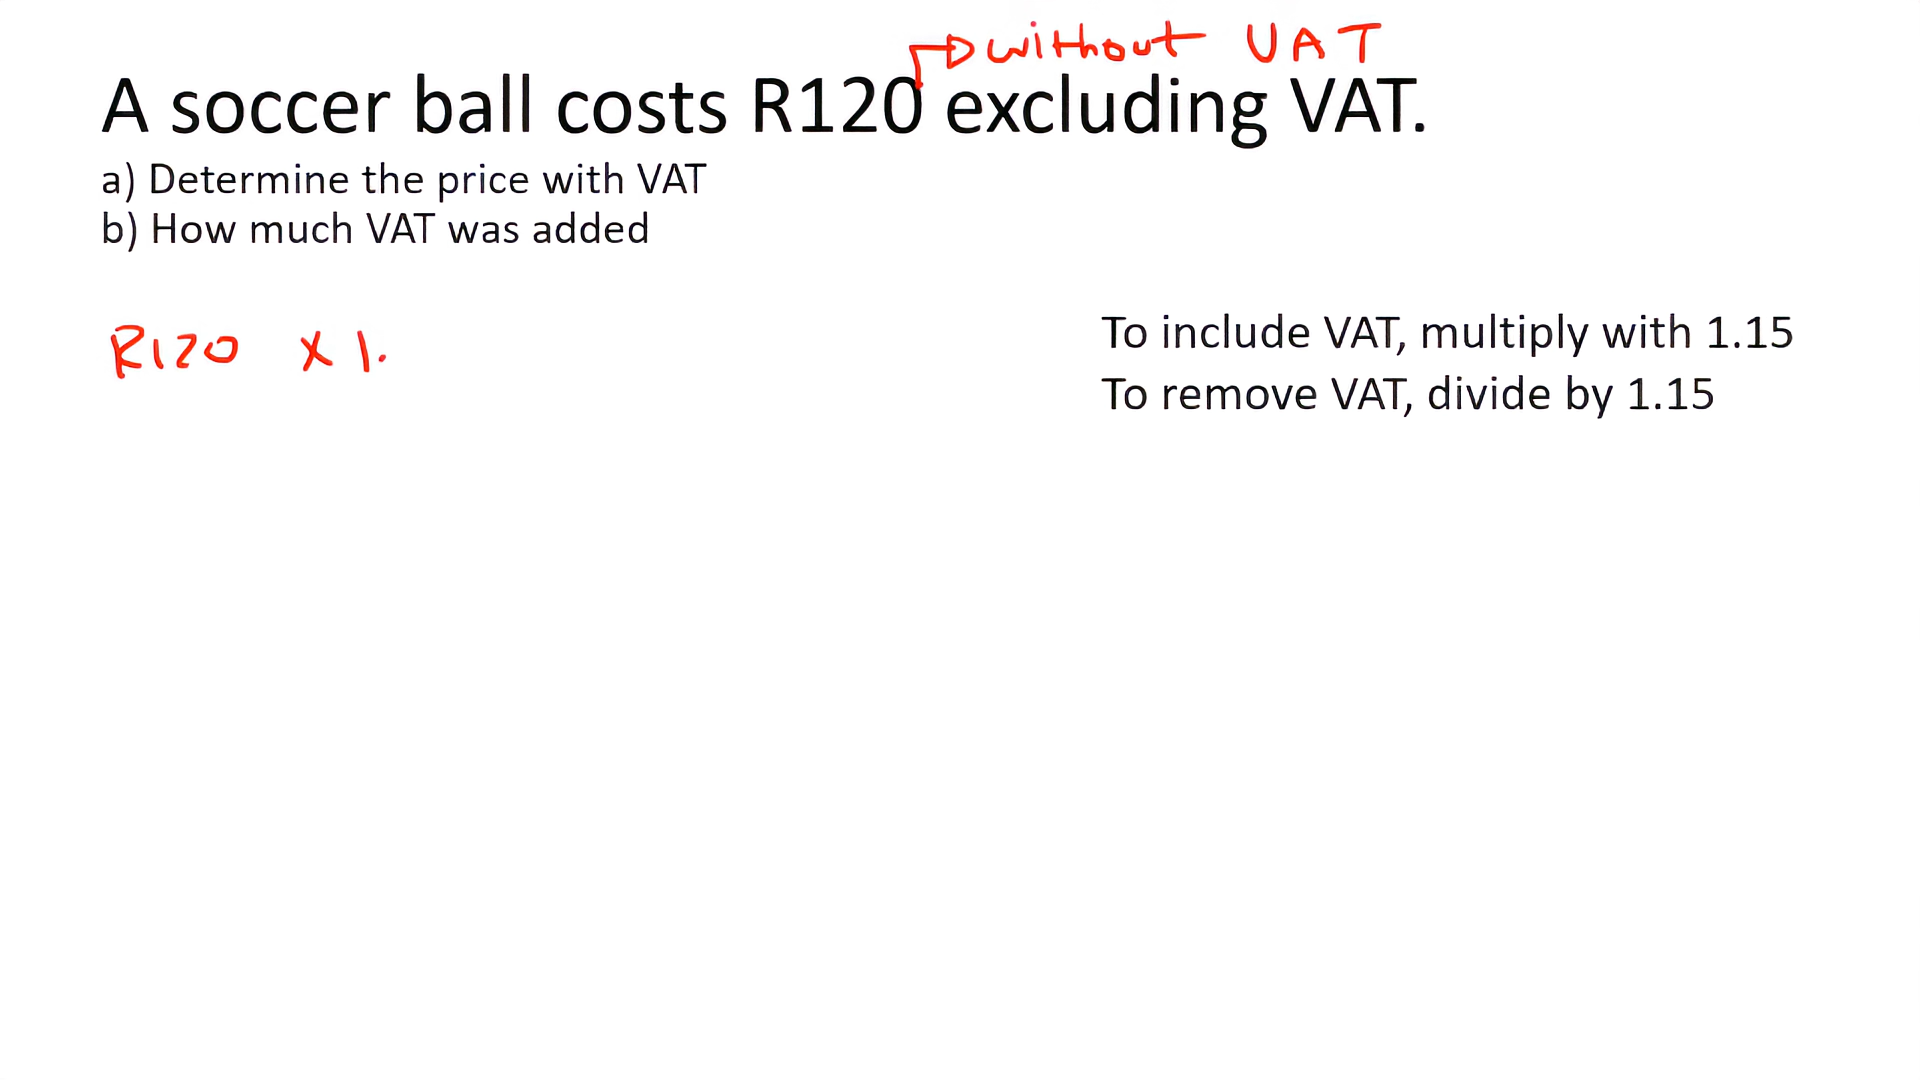 without VAT
A soccer ball costs R120 excluding VAT.
a) Determine the price with VAT
b) How much VAT was added
R120 x 1.
To include VAT, multiply with 1.15
To remove VAT, divide by 1.15